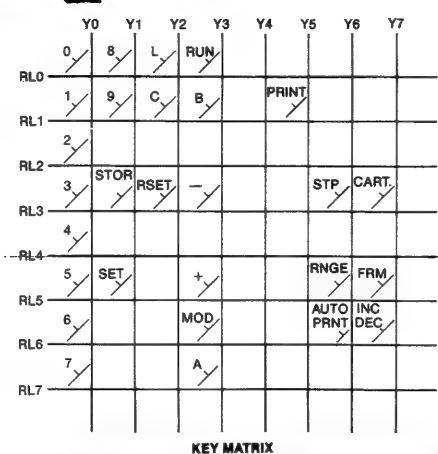 Y0 Y1 Y2 Y3 Y4 Y5 Y6 Y7
0 8 L RUN
RL0
1 9 C B PRINT
RL1
2
RL2
3 STOR RSET — STP CART.
RL3
4
RL4
5 SET + RNGE FRM
RL5
6 MOD AUTO PRNT INC DEC
RL6
7 A
RL7
KEY MATRIX